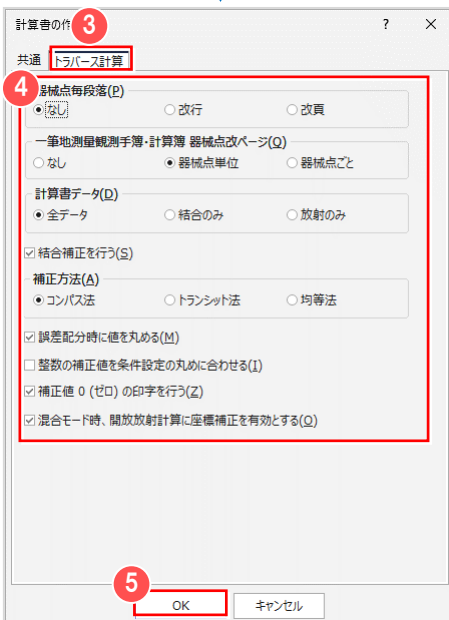 計算書の作
3
?
×
共通
トラバース計算
4
器械点毎段落(P)
なし
改行
改頁
一筆地測量観測手簿・計算簿 器械点改ページ(Q)
なし
器械点単位
器械点ごと
計算書データ(D)
全データ
結合のみ
放射のみ
結合補正を行う(S)
補正方法(A)
コンパス法
トランシット法
均等法
誤差配分時に値を丸める(M)
整数の補正値を条件設定の丸めに合わせる(I)
補正値 0 (ゼロ) の印字を行う(Z)
混合モード時、開放放射計算に座標補正を有効とする(O)
5
OK
キャンセル